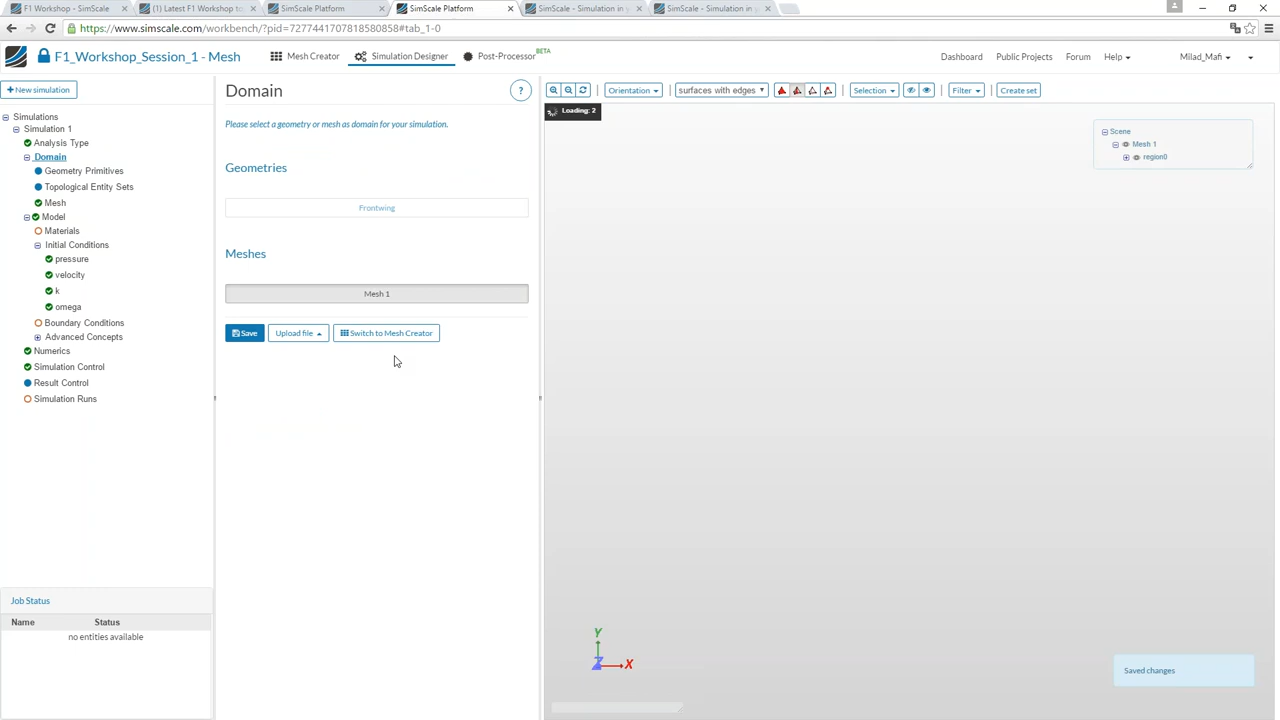 F1 Workshop - SimScale
(1) Latest F1 Workshop to
SimScale Platform
SimScale Platform
SimScale - Simulation in y
SimScale - Simulation in
https://www.simscale.com/workbench/?pid=7277441707818580858#tab_1-0
F1_Workshop_Session_1 - Mesh
Mesh Creator
Simulation Designer
Post-Processor BETA
Dashboard
Public Projects
Forum
Help
Milad_Mafi
+ New simulation
Domain
?
Orientation
surfaces with edges
Selection
Filter
Create set
Loading: 2
Simulations
Simulation 1
Analysis Type
Domain
Geometry Primitives
Topological Entity Sets
Mesh
Model
Materials
Initial Conditions
pressure
velocity
k
omega
Boundary Conditions
Advanced Concepts
Numerics
Simulation Control
Result Control
Simulation Runs
Please select a geometry or mesh as domain for your simulation.
Geometries
Frontwing
Meshes
Mesh 1
Save
Upload file
Switch to Mesh Creator
Scene
Mesh 1
region0
Job Status
Name Status
no entities available
Y
Z
X
Saved changes